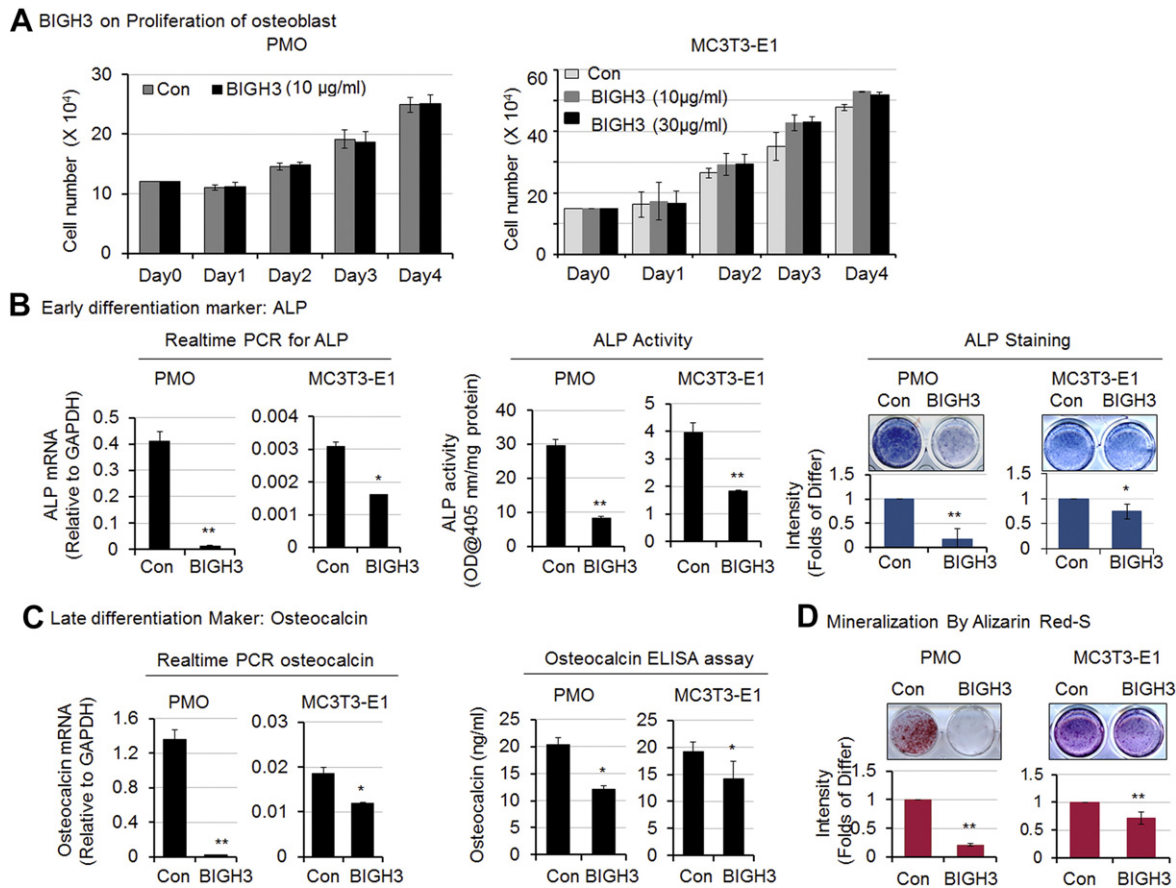 A BIGH3 on Proliferation of osteoblast
PMO
MC3T3-E1
Cell number (X 10⁴)
30
20
10
0
Con BIGH3 (10 µg/ml)
Day0 Day1 Day2 Day3 Day4
Cell number (X 10⁴)
60
50
40
20
0
Con
BIGH3 (10µg/ml)
BIGH3 (30µg/ml)
Day0 Day1 Day2 Day3 Day4
B Early differentiation marker: ALP
Realtime PCR for ALP
PMO
MC3T3-E1
ALP mRNA
(Relative to GAPDH)
0.5
0.4
0.3
0.2
0.1
0
**
Con BIGH3
0.004
0.003
0.002
0.001
0.000
*
Con BIGH3
ALP Activity
PMO
MC3T3-E1
ALP activity
(OD@405 nm/mg protein)
40
30
20
10
0
**
Con BIGH3
5
4
3
2
1
0
**
Con BIGH3
ALP Staining
PMO
MC3T3-E1
Con BIGH3
Con BIGH3
Intensity
(Folds of Differ)
1.5
1
0.5
0
**
Con BIGH3
1.5
1
0.5
0
*
Con BIGH3
C Late differentiation Maker: Osteocalcin
Realtime PCR osteocalcin
PMO
MC3T3-E1
Osteocalcin mRNA
(Relative to GAPDH)
1.6
1.2
0.8
0.4
0
**
Con BIGH3
0.03
0.02
0.01
0.00
*
Con BIGH3
Osteocalcin ELISA assay
PMO
MC3T3-E1
Osteocalcin (ng/ml)
25
20
15
10
5
0
*
Con BIGH3
25
20
15
10
5
0
*
Con BIGH3
D Mineralization By Alizarin Red-S
PMO
MC3T3-E1
Con BIGH3
Con BIGH3
Intensity
(Folds of Differ)
1.5
1
0.5
0
**
Con BIGH3
1.5
1
0.5
0
**
Con BIGH3